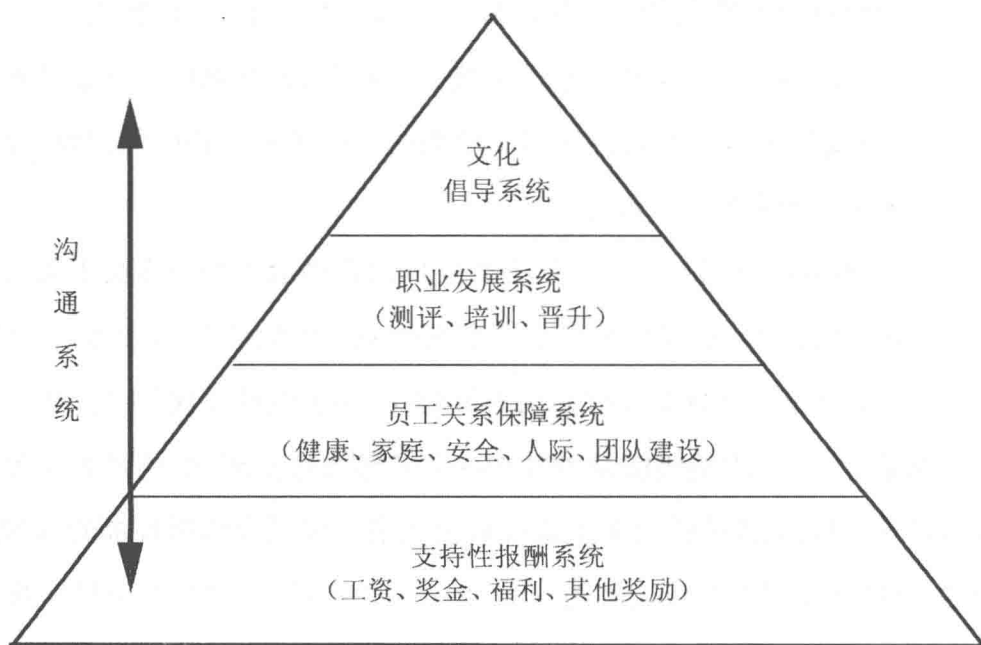 文化
倡导系统
职业发展系统
（测评、培训、晋升）
员工关系保障系统
（健康、家庭、安全、人际、团队建设）
支持性报酬系统
（工资、奖金、福利、其他奖励）
沟通系统